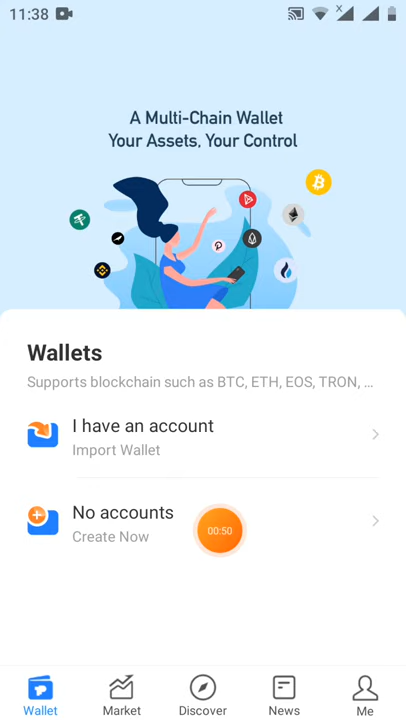 11:38
A Multi-Chain Wallet
Your Assets, Your Control
Wallets
Supports blockchain such as BTC, ETH, EOS, TRON, ...
I have an account
Import Wallet
No accounts
Create Now
00:50
Wallet
Market
Discover
News
Me